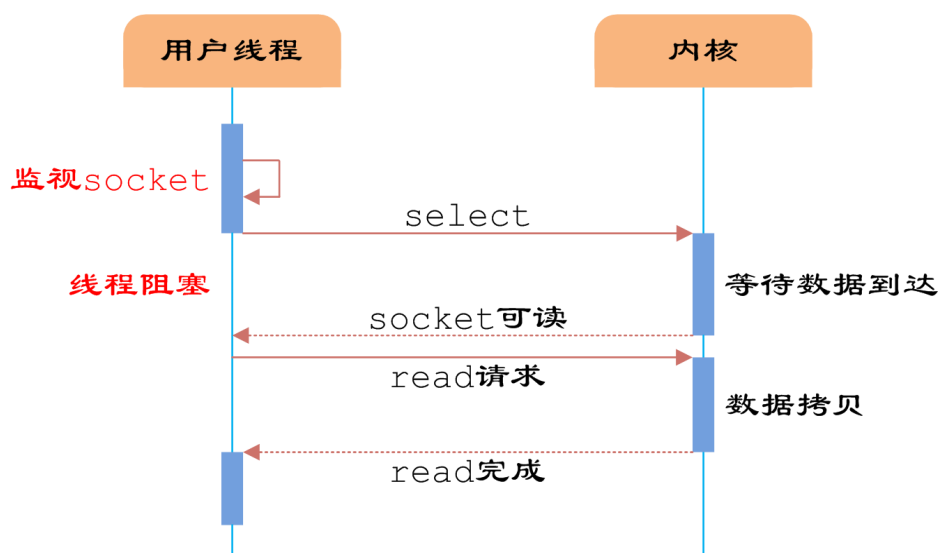 用户线程
内核
监视socket
select
线程阻塞
等待数据到达
socket可读
read请求
数据拷贝
read完成